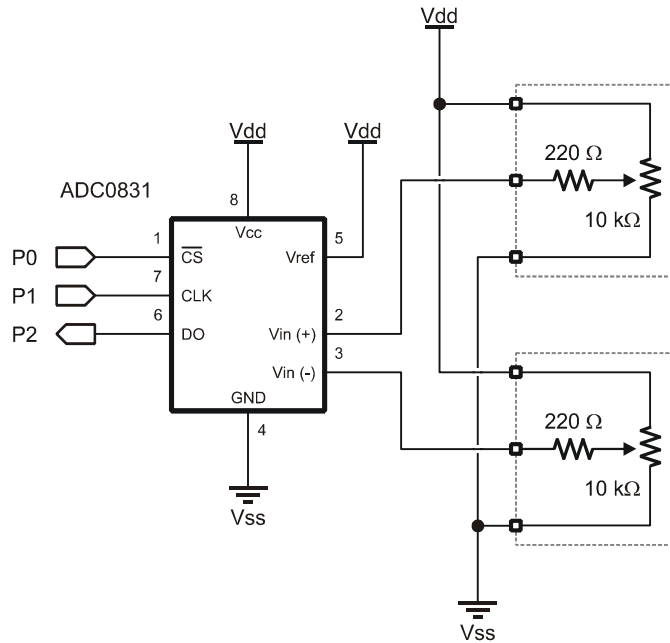 Vdd
Vdd
Vdd
220 Ω
10 kΩ
ADC0831
8
Vcc
P0
1
CS
Vref
5
P1
7
CLK
P2
6
DO
Vin (+)
2
Vin (-)
3
GND
4
Vss
220 Ω
10 kΩ
Vss